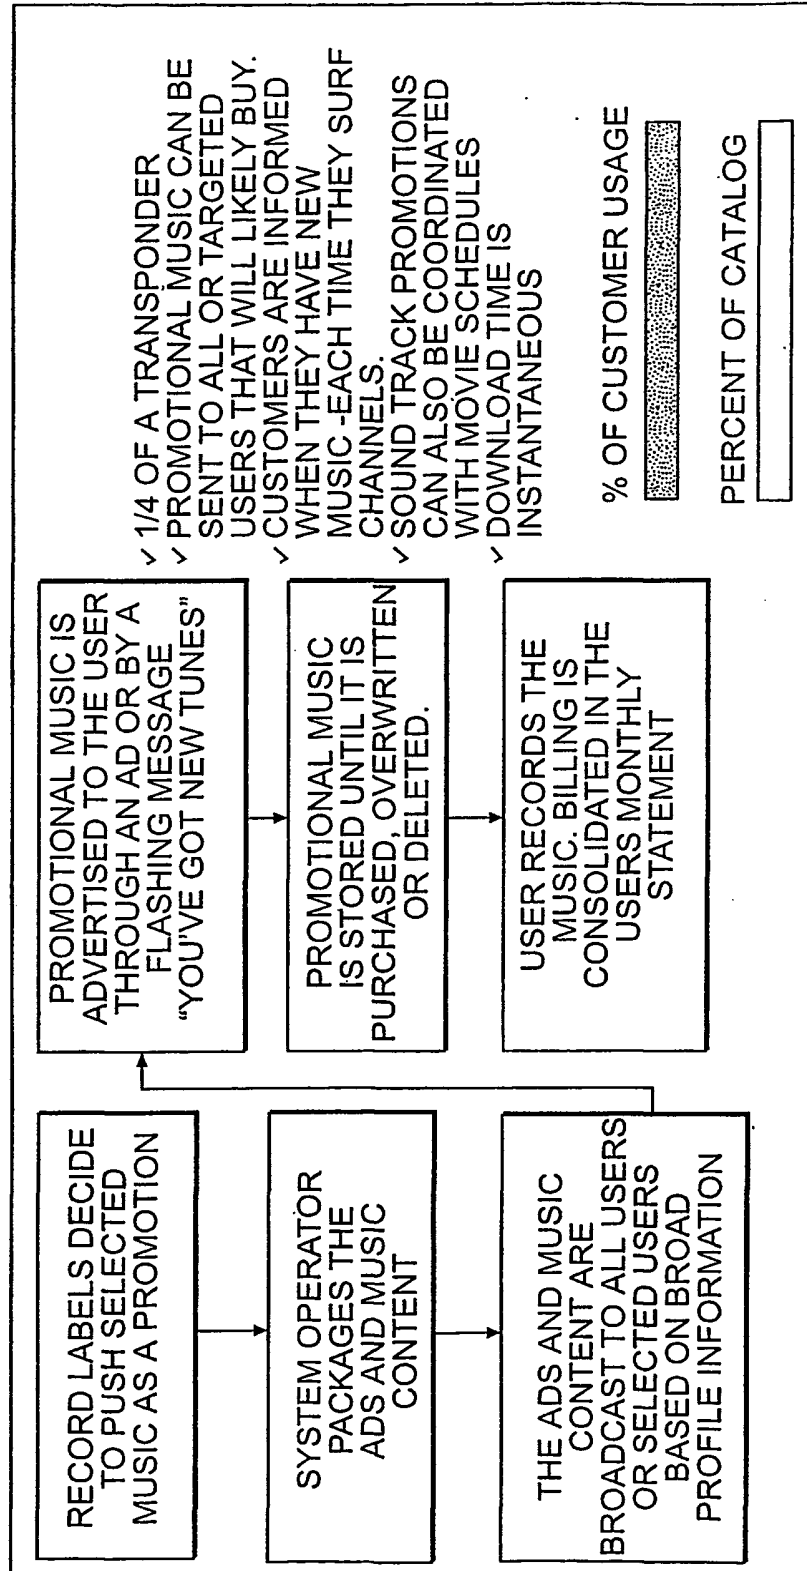 RECORD LABELS DECIDE
TO PUSH SELECTED
MUSIC AS A PROMOTION
SYSTEM OPERATOR
PACKAGES THE
ADS AND MUSIC
CONTENT
THE ADS AND MUSIC
CONTENT ARE
BROADCAST TO ALL USERS
OR SELECTED USERS
BASED ON BROAD
PROFILE INFORMATION
PROMOTIONAL MUSIC IS
ADVERTISED TO THE USER
THROUGH AN AD OR BY A
FLASHING MESSAGE
“YOU'VE GOT NEW TUNES”
PROMOTIONAL MUSIC
IS STORED UNTIL IT IS
PURCHASED, OVERWRITTEN
OR DELETED.
USER RECORDS THE
MUSIC. BILLING IS
CONSOLIDATED IN THE
USERS MONTHLY
STATEMENT
✓ 1/4 OF A TRANSPONDER
✓ PROMOTIONAL MUSIC CAN BE
SENT TO ALL OR TARGETED
USERS THAT WILL LIKELY BUY.
✓ CUSTOMERS ARE INFORMED
WHEN THEY HAVE NEW
MUSIC -EACH TIME THEY SURF
CHANNELS.
✓ SOUND TRACK PROMOTIONS
CAN ALSO BE COORDINATED
WITH MOVIE SCHEDULES
✓ DOWNLOAD TIME IS
INSTANTANEOUS
% OF CUSTOMER USAGE
PERCENT OF CATALOG